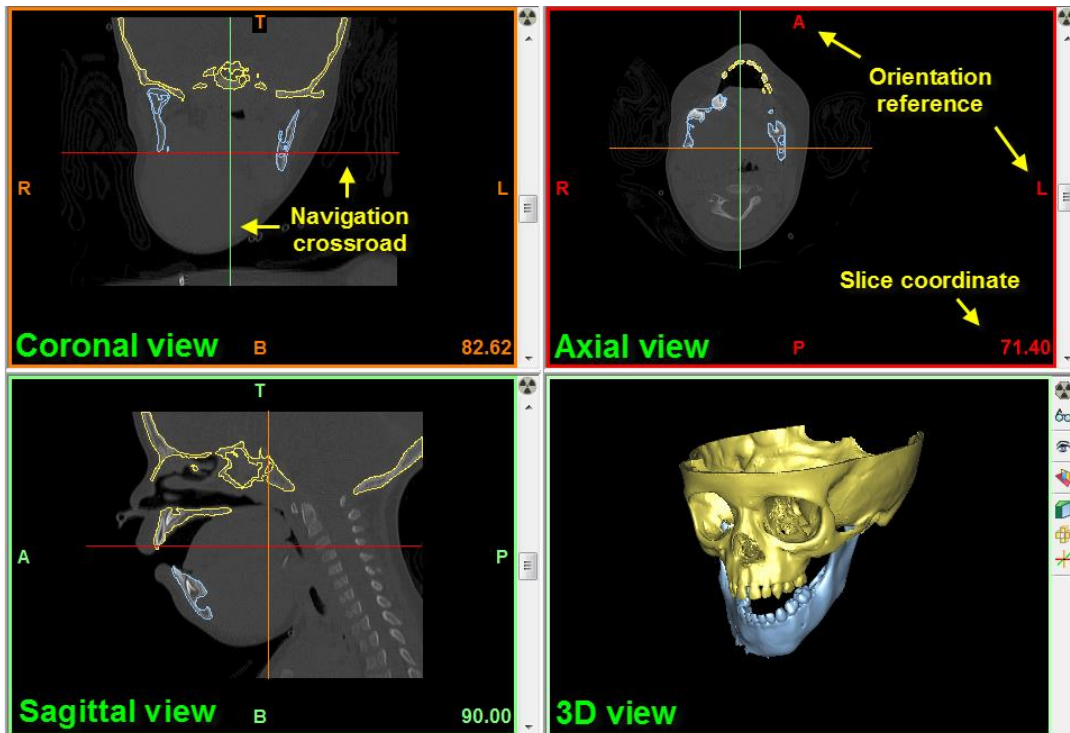 T
A
Orientation
reference
R
L
Navigation
crossroad
R
L
Slice coordinate
Coronal view
B
82.62
Axial view
P
71.40
T
A
P
Sagittal view
B
90.00
3D view